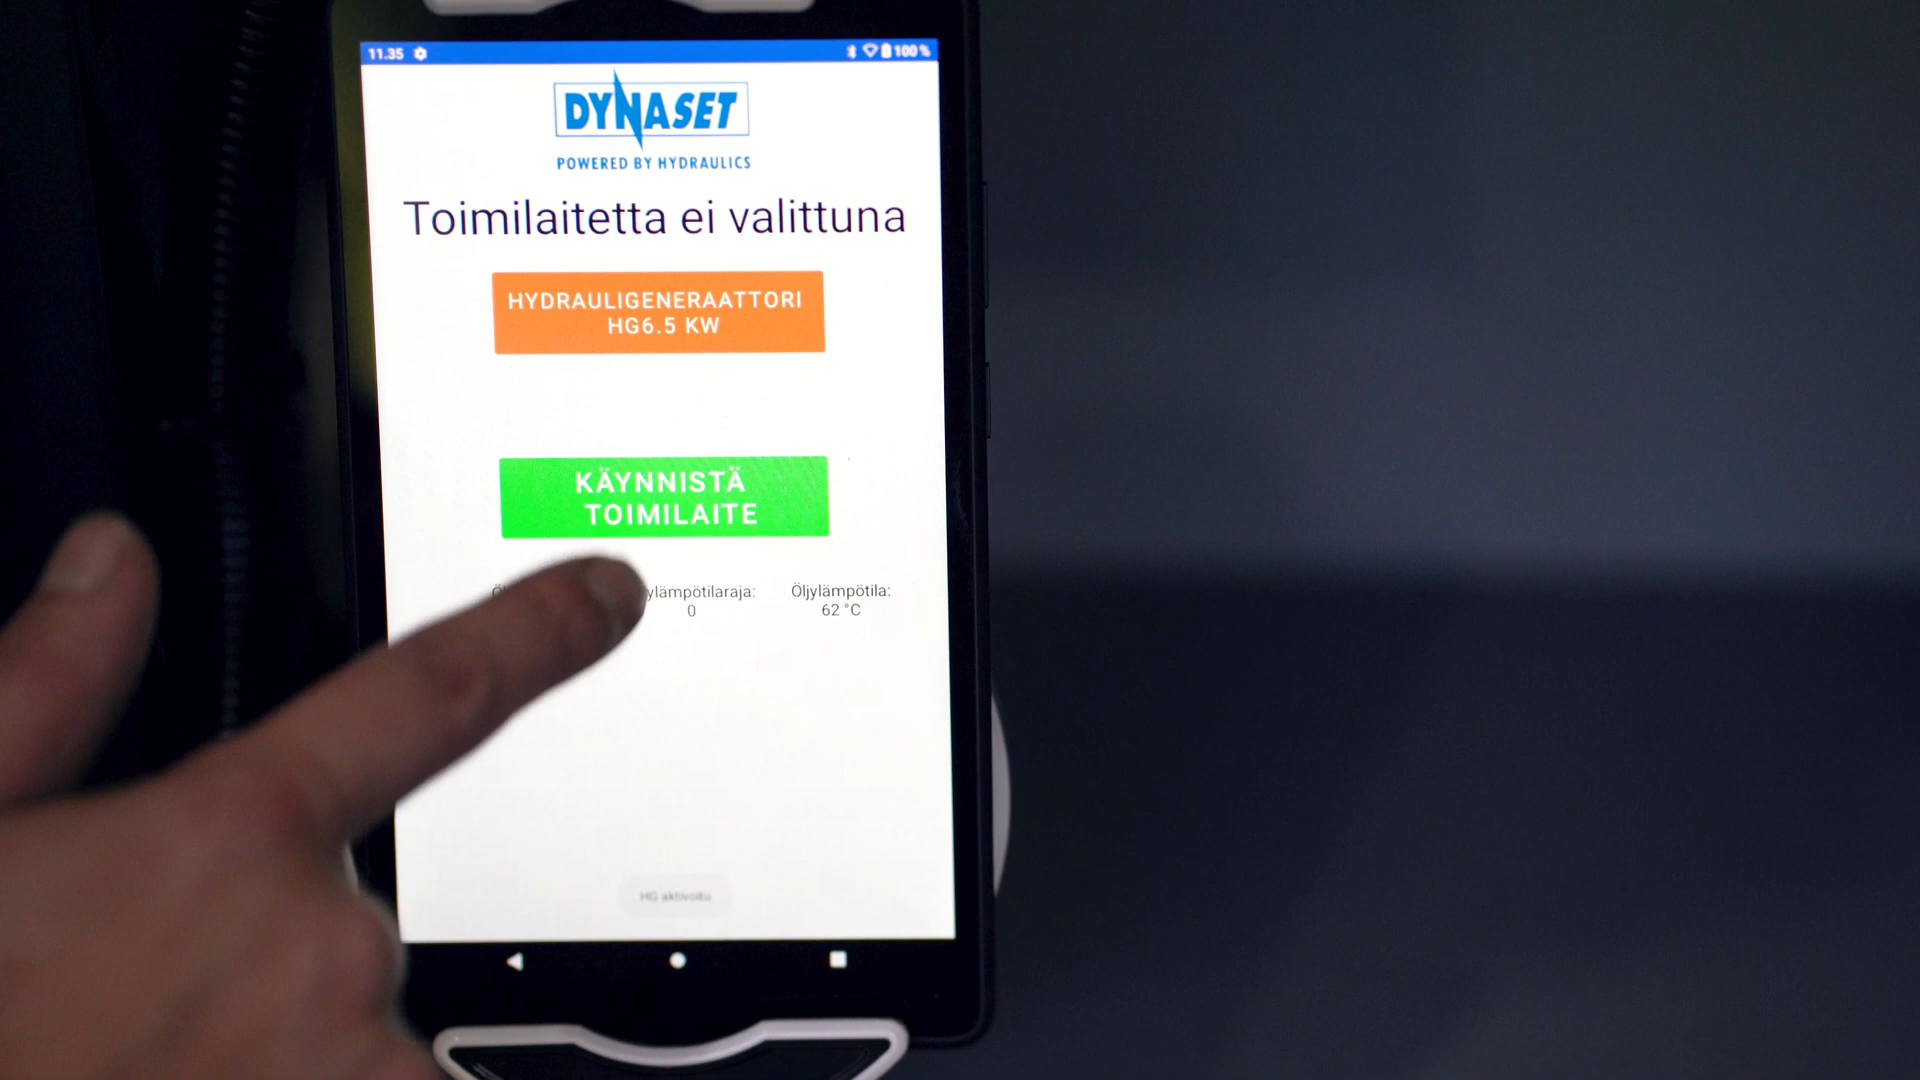 11.35
100 %
DYNASET
POWERED BY HYDRAULICS
Toimilaitetta ei valittuna
HYDRAULIGENERAATTORI
HG6.5 KW
KÄYNNISTÄ
TOIMILAITE
ylämpötilaraja:
0
Öljylämpötila:
62 °C
HG aktivoitu